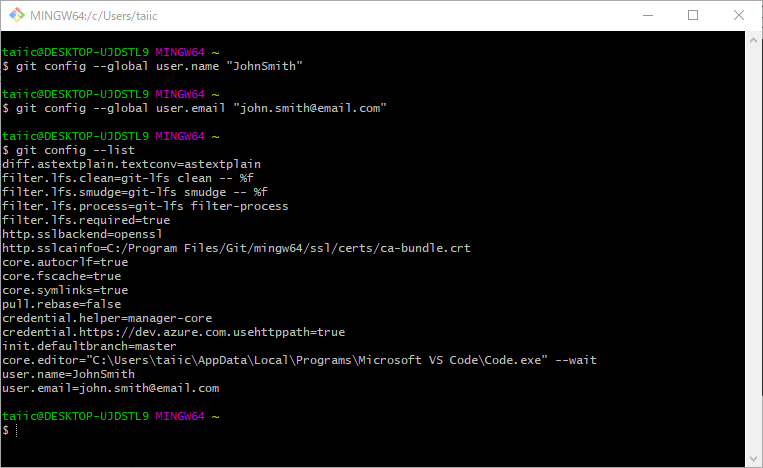 MINGW64:/c/Users/taiic
taiic@DESKTOP-UJDSTL9 MINGW64 ~
$ git config --global user.name "JohnSmith"
taiic@DESKTOP-UJDSTL9 MINGW64 ~
$ git config --global user.email "john.smith@email.com"
taiic@DESKTOP-UJDSTL9 MINGW64 ~
$ git config --list
diff.astextplain.textconv=astextplain
filter.lfs.clean=git-lfs clean -- %f
filter.lfs.smudge=git-lfs smudge -- %f
filter.lfs.process=git-lfs filter-process
filter.lfs.required=true
http.sslbackend=openssl
http.sslcainfo=C:/Program Files/Git/mingw64/ssl/certs/ca-bundle.crt
core.autocrlf=true
core.fscache=true
core.symlinks=true
pull.rebase=false
credential.helper=manager-core
credential.https://dev.azure.com.usehttppath=true
init.defaultbranch=master
core.editor="C:\Users\taiic\AppData\Local\Programs\Microsoft VS Code\Code.exe" --wait
user.name=JohnSmith
user.email=john.smith@email.com
taiic@DESKTOP-UJDSTL9 MINGW64 ~
$